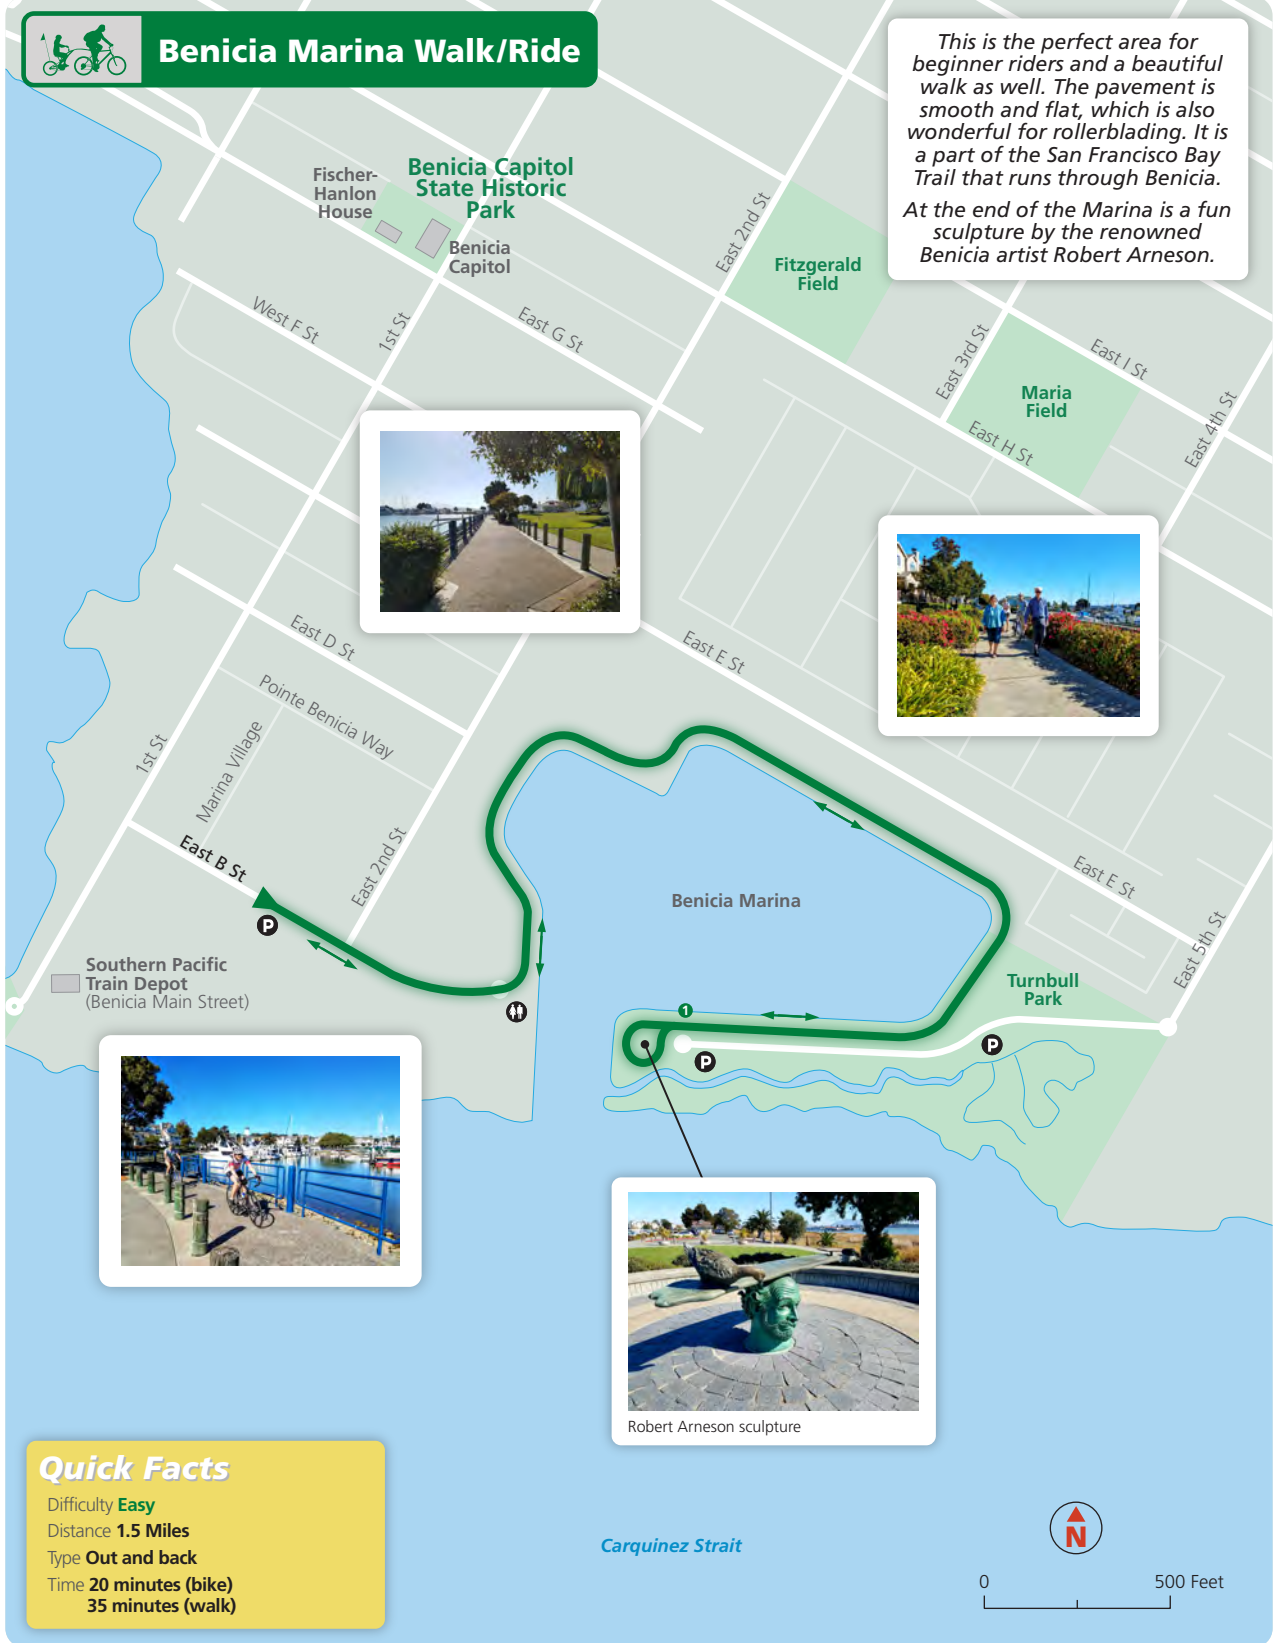 Benicia Marina Walk/Ride
This is the perfect area for
beginner riders and a beautiful
walk as well. The pavement is
smooth and flat, which is also
wonderful for rollerblading. It is
a part of the San Francisco Bay
Trail that runs through Benicia.
At the end of the Marina is a fun
sculpture by the renowned
Benicia artist Robert Arneson.
Fischer-
Hanlon
House
Benicia Capitol
State Historic
Park
Benicia
Capitol
East 2nd St
Fitzgerald
Field
West F St
1st St
East G St
East 3rd St
East I St
Maria
Field
East 4th St
East H St
East D St
East E St
Pointe Benicia Way
1st St
Marina Village
East B St
East 2nd St
P
Benicia Marina
East E St
East 5th St
Southern Pacific
Train Depot
(Benicia Main Street)
Turnbull
Park
1
P
P
Robert Arneson sculpture
Quick Facts
Difficulty Easy
Distance 1.5 Miles
Type Out and back
Time 20 minutes (bike)
35 minutes (walk)
Carquinez Strait
N
0 500 Feet